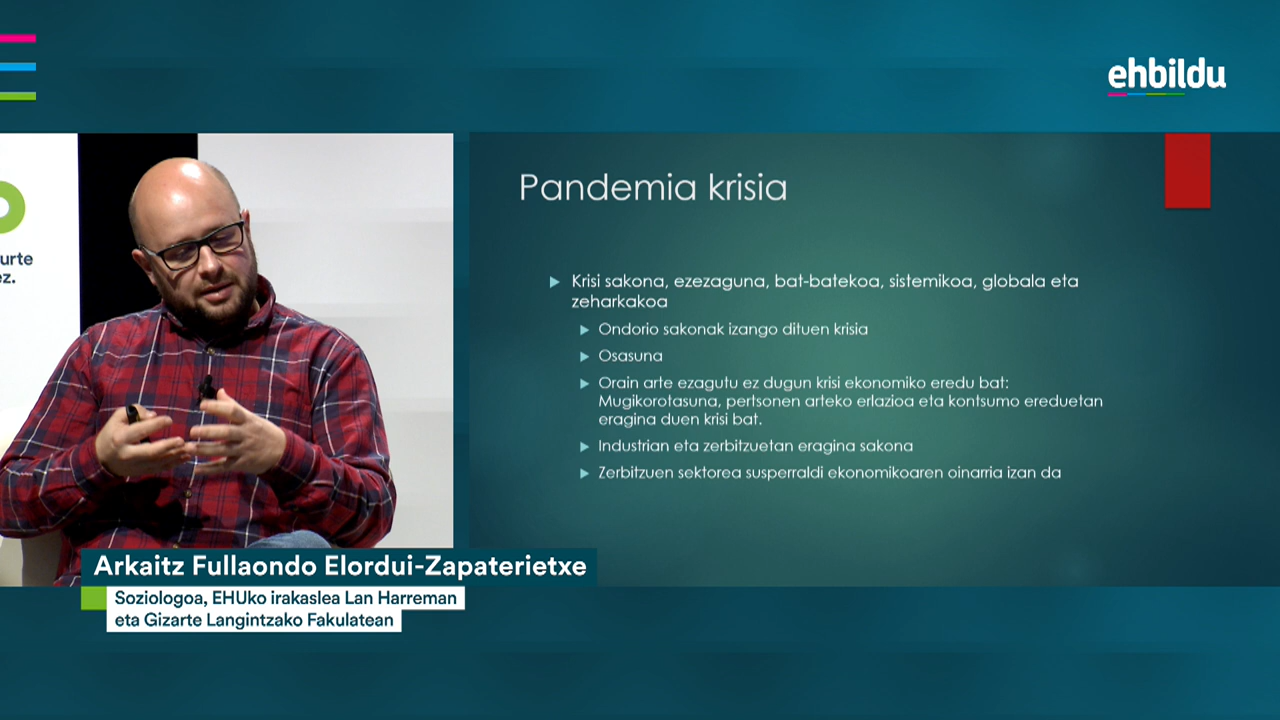 ehbildu
urte
ez.
Pandemia krisia
Krisi sakona, ezezaguna, bat-batekoa, sistemikoa, globala eta
zeharkakoa
Ondorio sakonak izango dituen krisia
Osasuna
Orain arte ezagutu ez dugun krisi ekonomiko eredu bat:
Mugikorotasuna, pertsonen arteko erlazioa eta kontsumo ereduetan
eragina duen krisi bat.
Industrian eta zerbitzuetan eragina sakona
Zerbitzuen sektorea susperraldi ekonomikoaren oinarria izan da
Arkaitz Fullaondo Elordui-Zapaterietxe
Soziologoa, EHUko irakaslea Lan Harreman
eta Gizarte Langintzako Fakulatean